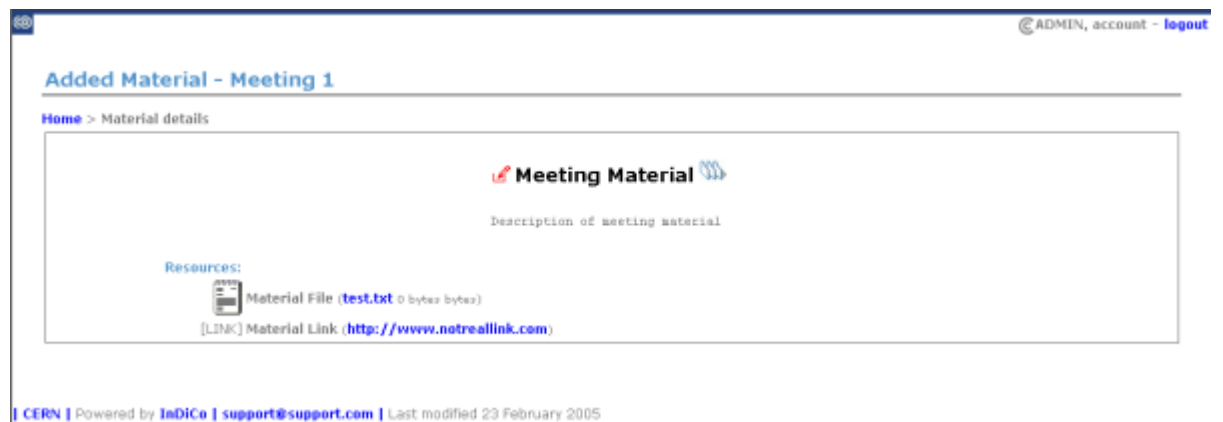 ADMIN, account - logout
Added Material - Meeting 1
Home > Material details
Meeting Material
Description of meeting material
Resources:
Material File (test.txt 0 bytes bytes)
[LINK] Material Link (http://www.notreallink.com)
| CERN | Powered by InDiCo | support@support.com | Last modified 23 February 2005